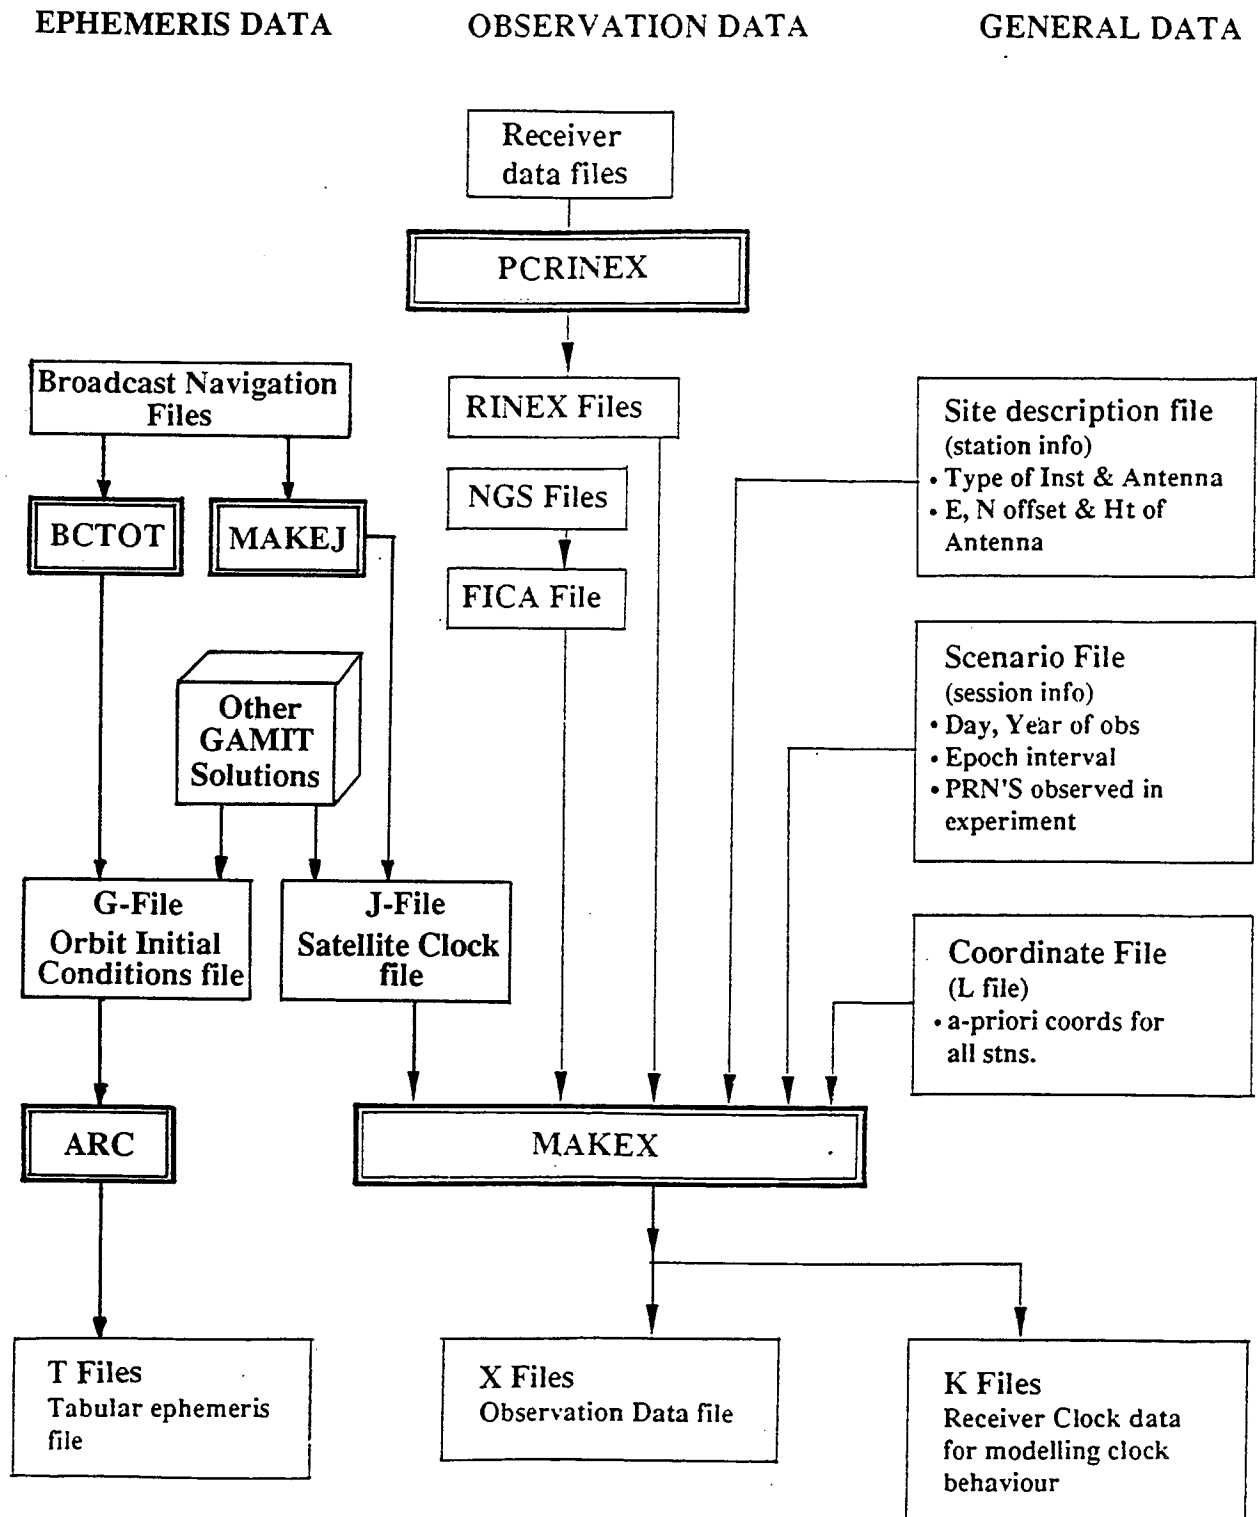 EPHEMERIS DATA
OBSERVATION DATA
GENERAL DATA
Receiver
data files
PCRINEX
Broadcast Navigation
Files
RINEX Files
NGS Files
FICA File
BCTOT
MAKEJ
Other
GAMIT
Solutions
G-File
Orbit Initial
Conditions file
J-File
Satellite Clock
file
Site description file
(station info)
• Type of Inst & Antenna
• E, N offset & Ht of
Antenna
Scenario File
(session info)
• Day, Year of obs
• Epoch interval
• PRN'S observed in
experiment
Coordinate File
(L file)
• a-priori coords for
all stns.
ARC
MAKEX
T Files
Tabular ephemeris
file
X Files
Observation Data file
K Files
Receiver Clock data
for modelling clock
behaviour